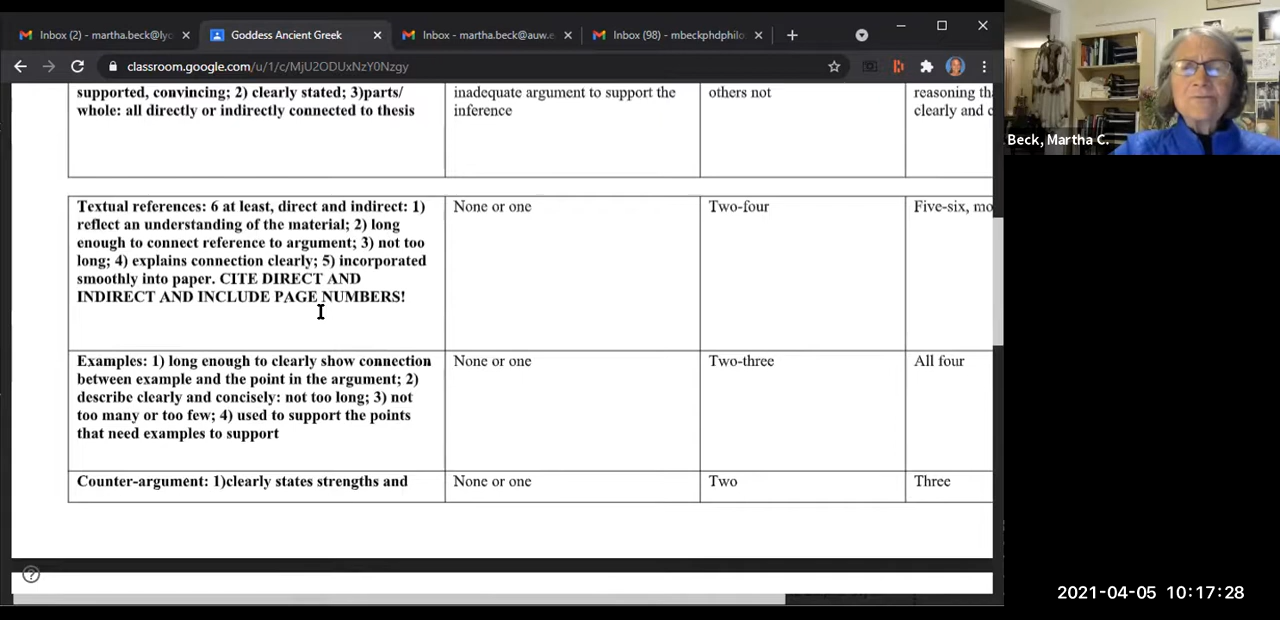 Inbox (2) - martha.beck@lyo
Goddess Ancient Greek
Inbox - martha.beck@auw.e
Inbox (98) - mbeckphdphilo
classroom.google.com/u/1/c/MjU2ODUxNzY0Nzgy
supported, convincing; 2) clearly stated; 3)parts/
whole: all directly or indirectly connected to thesis
inadequate argument to support the
inference
others not
reasoning tha
clearly and c
Textual references: 6 at least, direct and indirect: 1)
reflect an understanding of the material; 2) long
enough to connect reference to argument; 3) not too
long; 4) explains connection clearly; 5) incorporated
smoothly into paper. CITE DIRECT AND
INDIRECT AND INCLUDE PAGE NUMBERS!
None or one
Two-four
Five-six, mo
Examples: 1) long enough to clearly show connection
between example and the point in the argument; 2)
describe clearly and concisely: not too long; 3) not
too many or too few; 4) used to support the points
that need examples to support
None or one
Two-three
All four
Counter-argument: 1)clearly states strengths and
None or one
Two
Three
Beck, Martha C.
2021-04-05 10:17:28